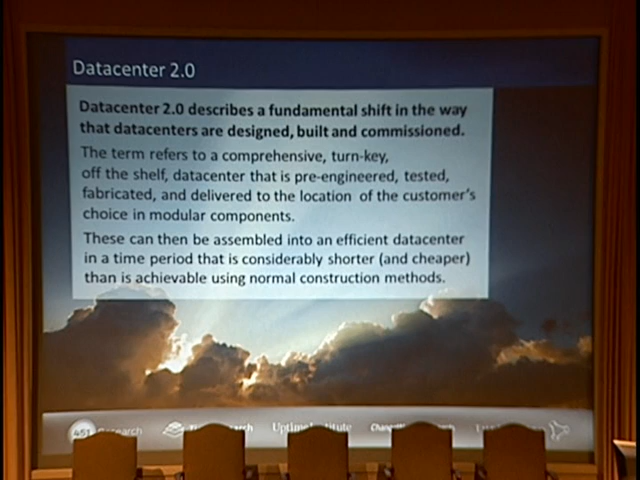 Datacenter 2.0
Datacenter 2.0 describes a fundamental shift in the way
that datacenters are designed, built and commissioned.
The term refers to a comprehensive, turn-key,
off the shelf, datacenter that is pre-engineered, tested,
fabricated, and delivered to the location of the customer's
choice in modular components.
These can then be assembled into an efficient datacenter
in a time period that is considerably shorter (and cheaper)
than is achievable using normal construction methods.
451